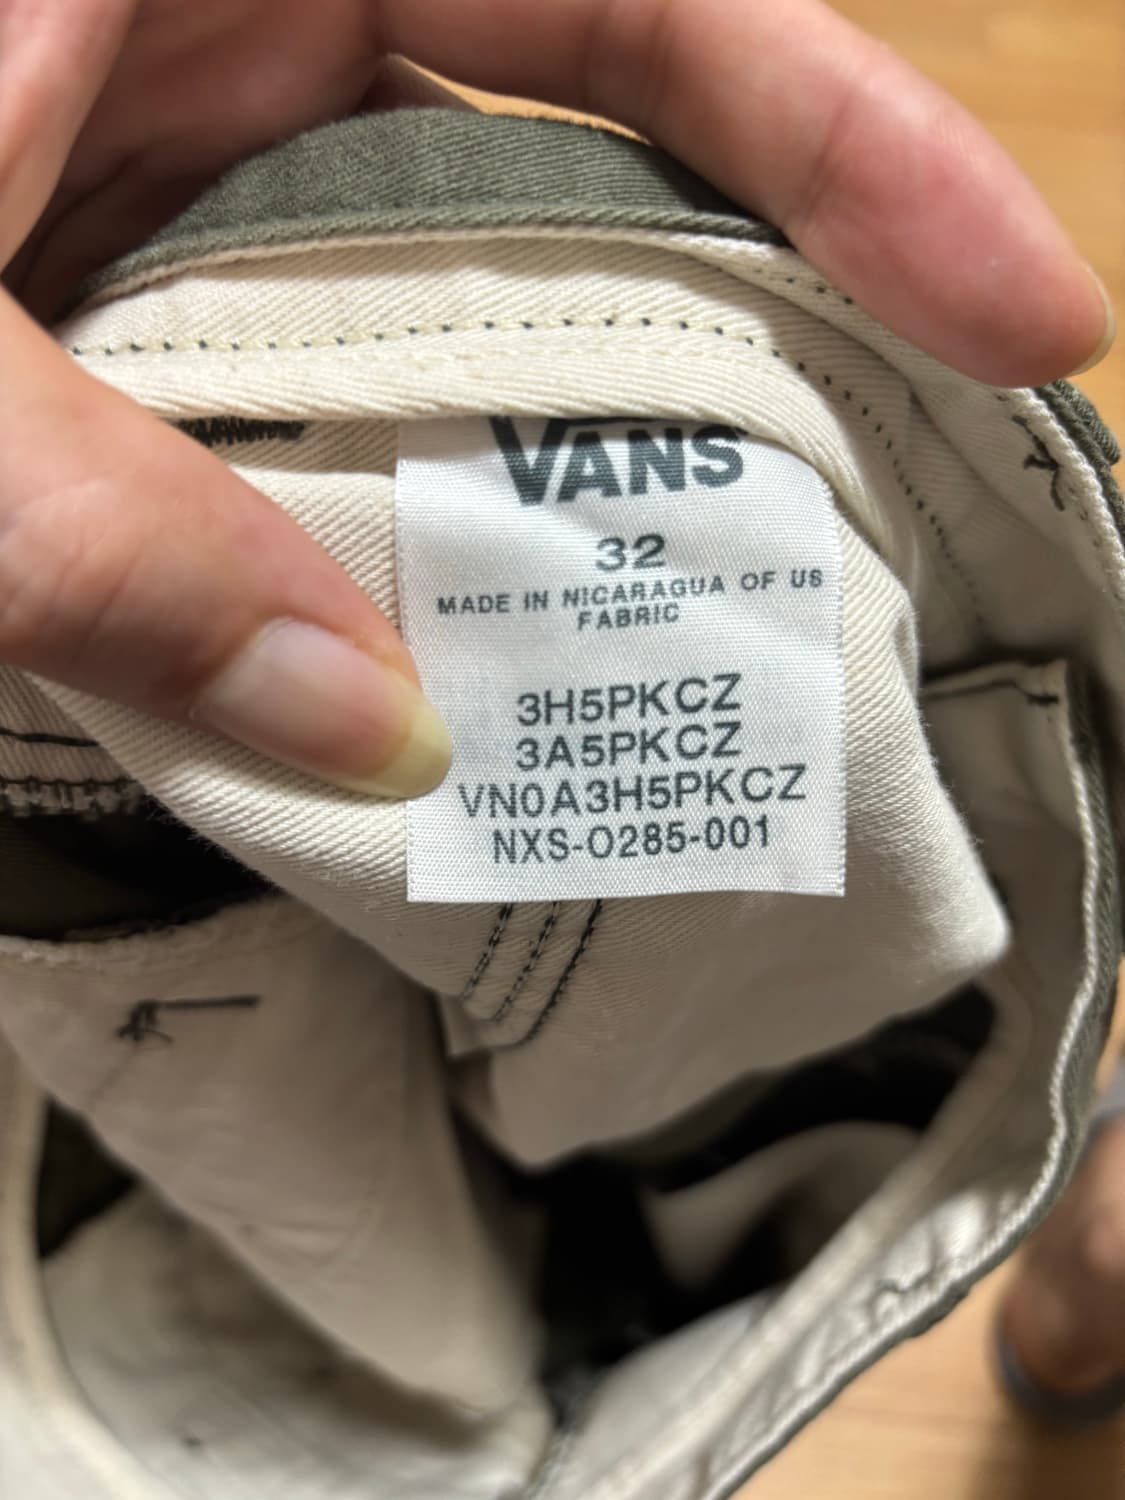 VANS
32
MADE IN NICARAGUA OF US
FABRIC
3H5PKCZ
3A5PKCZ
VN0A3H5PKCZ
NXS-O285-001